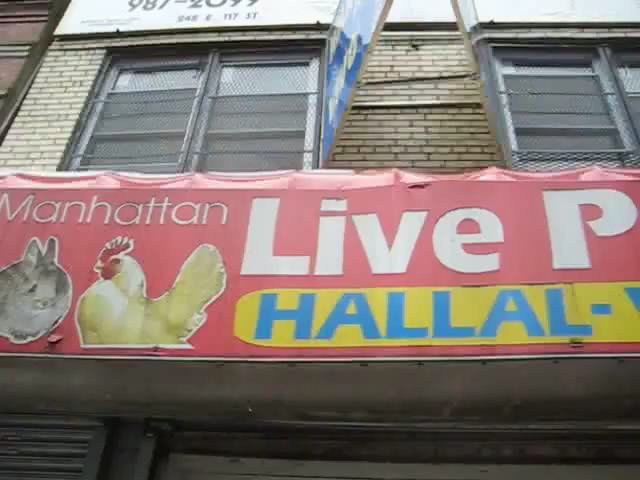 987-2099
248 E. 117 ST
Manhattan
Live P
HALLAL-